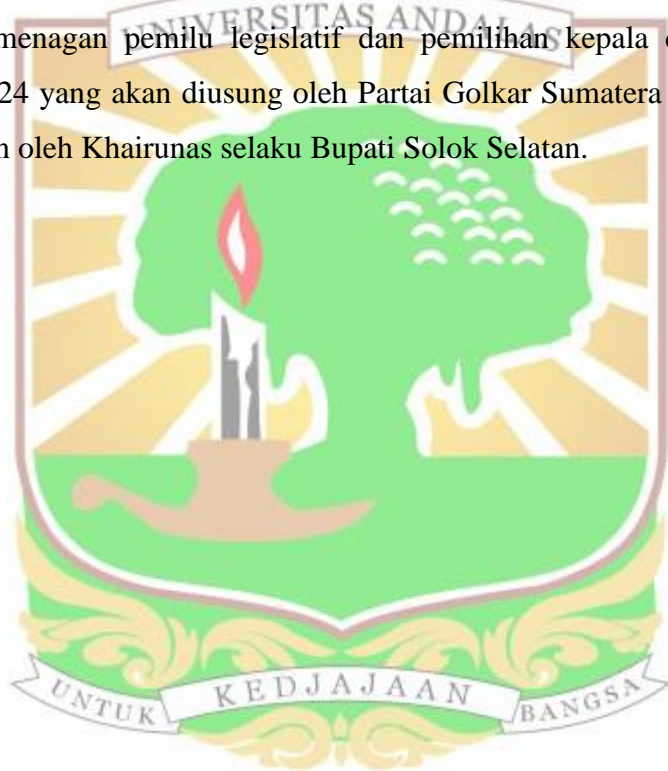 UNIVERSITAS ANDALAS
menagan pemilu legislatif dan pemilihan kepala
24 yang akan diusung oleh Partai Golkar Sumatera
oleh Khairunas selaku Bupati Solok Selatan.
UNTUK KEDJAJAAN BANGSA